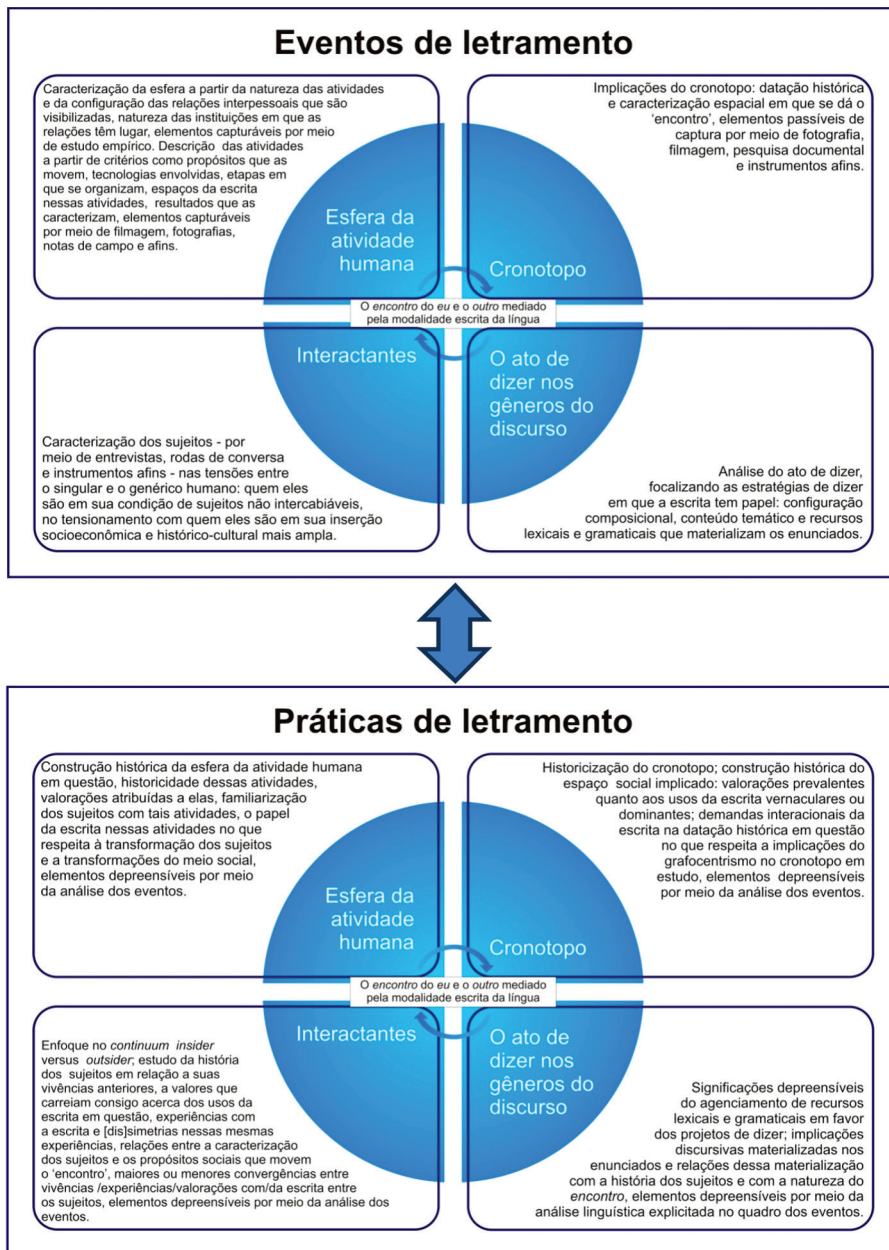 Eventos de letramento
Caracterização da esfera a partir da natureza das atividades
e da configuração das relações interpessoais que são
visibilizadas, natureza das instituições em que as
relações têm lugar, elementos capturáveis por meio
de estudo empírico. Descrição das atividades
a partir de critérios como propósitos que as
movem, tecnologias envolvidas, etapas em
que se organizam, espaços da escrita
nessas atividades, resultados que as
caracterizam, elementos capturáveis
por meio de filmagem, fotografias,
notas de campo e afins.
Esfera da
atividade
humana
Implicações do cronotopo: datação histórica
e caracterização espacial em que se dá o
‘encontro’, elementos passíveis de
captura por meio de fotografia,
filmagem, pesquisa documental
e instrumentos afins.
Cronotopo
O encontro do eu e o outro mediado
pela modalidade escrita da língua
Interactantes
Caracterização dos sujeitos - por
meio de entrevistas, rodas de conversa
e instrumentos afins - nas tensões entre
o singular e o genérico humano: quem eles
são em sua condição de sujeitos não intercabiáveis,
no tensionamento com quem eles são em sua inserção
socioeconômica e histórico-cultural mais ampla.
O ato de
dizer nos
gêneros do
discurso
Análise do ato de dizer,
focalizando as estratégias de dizer
em que a escrita tem papel: configuração
composicional, conteúdo temático e recursos
lexicais e gramaticais que materializam os enunciados.
Práticas de letramento
Construção histórica da esfera da atividade humana
em questão, historicidade dessas atividades,
valorações atribuídas a elas, familiarização
dos sujeitos com tais atividades, o papel
da escrita nessas atividades no que
respeita à transformação dos sujeitos
e a transformações do meio social,
elementos depreensíveis por meio
da análise dos eventos.
Esfera da
atividade
humana
Historicização do cronotopo; construção histórica do
espaço social implicado: valorações prevalentes
quanto aos usos da escrita vernaculares ou
dominantes; demandas interacionais da
escrita na datação histórica em questão
no que respeita a implicações do
grafocentrismo no cronotopo em
estudo, elementos depreensíveis
por meio da análise dos eventos.
Cronotopo
O encontro do eu e o outro mediado
pela modalidade escrita da língua
Interactantes
Enfoque no continuum insider
versus outsider; estudo da história
dos sujeitos em relação a suas
vivências anteriores, a valores que
carreiam consigo acerca dos usos da
escrita em questão, experiências com
a escrita e [dis]simetrias nessas mesmas
experiências, relações entre a caracterização
dos sujeitos e os propósitos sociais que movem
o ‘encontro’, maiores ou menores convergências entre
vivências /experiências/valorações com/da escrita entre
os sujeitos, elementos depreensíveis por meio da análise dos
eventos.
O ato de
dizer nos
gêneros do
discurso
Significações depreensíveis
do agenciamento de recursos
lexicais e gramaticais em favor
dos projetos de dizer; implicações
discursivas materializadas nos
enunciados e relações dessa materialização
com a história dos sujeitos e com a natureza do
encontro, elementos depreensíveis por meio da
análise linguística explicitada no quadro dos eventos.